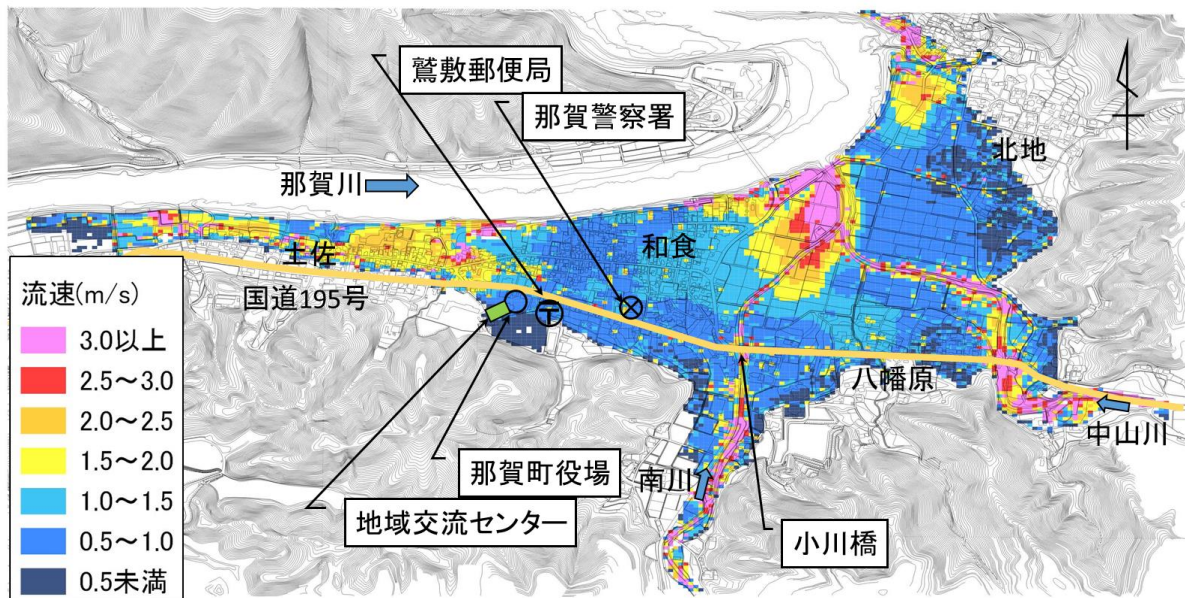 鷲敷郵便局
那賀警察署
北地
那賀川
和食
土佐
流速(m/s)
国道195号
〒
3.0以上
2.5～3.0
2.0～2.5
八幡原
1.5～2.0
中山川
那賀町役場
南川
1.0～1.5
地域交流センター
小川橋
0.5～1.0
0.5未満